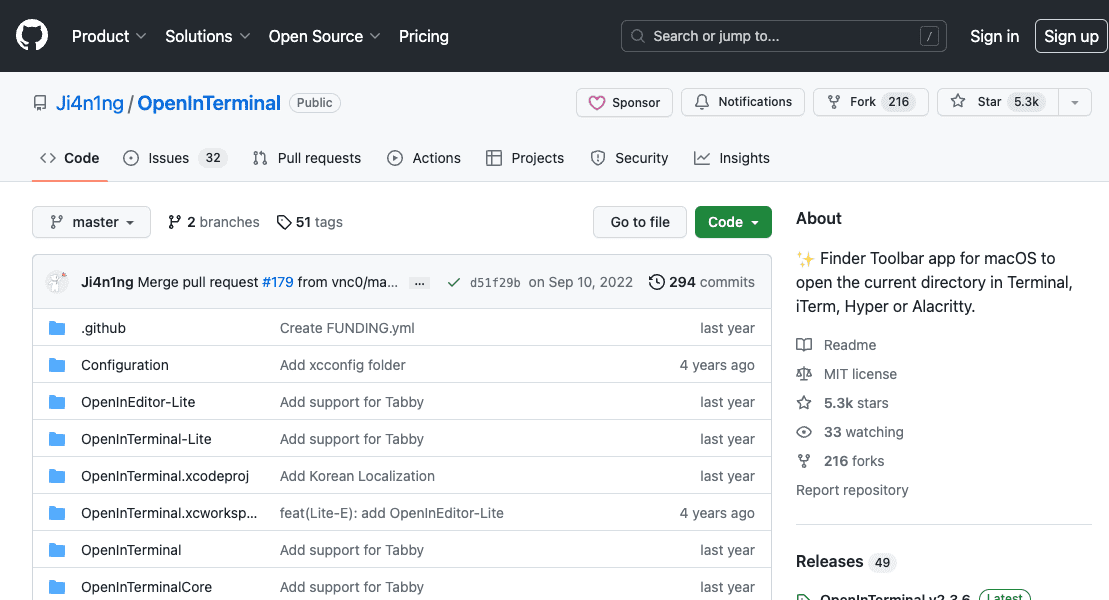 Product Solutions Open Source Pricing Search or jump to... / Sign in Sign up
Ji4n1ng / OpenInTerminal Public Sponsor Notifications Fork 216 Star 5.3k
Code Issues 32 Pull requests Actions Projects Security Insights
master 2 branches 51 tags Go to file Code
Ji4n1ng Merge pull request #179 from vnc0/ma... ... d51f29b on Sep 10, 2022 294 commits
.github Create FUNDING.yml last year
Configuration Add xcconfig folder 4 years ago
OpenInEditor-Lite Add support for Tabby last year
OpenInTerminal-Lite Add support for Tabby last year
OpenInTerminal.xcodeproj Add Korean Localization last year
OpenInTerminal.xcworksp... feat(Lite-E): add OpenInEditor-Lite 4 years ago
OpenInTerminal Add support for Tabby last year
OpenInTerminalCore Add support for Tabby last year
About
✨ Finder Toolbar app for macOS to
open the current directory in Terminal,
iTerm, Hyper or Alacritty.
Readme
MIT license
5.3k stars
33 watching
216 forks
Report repository
Releases 49
OpenInTerminal v2.3.6 Latest